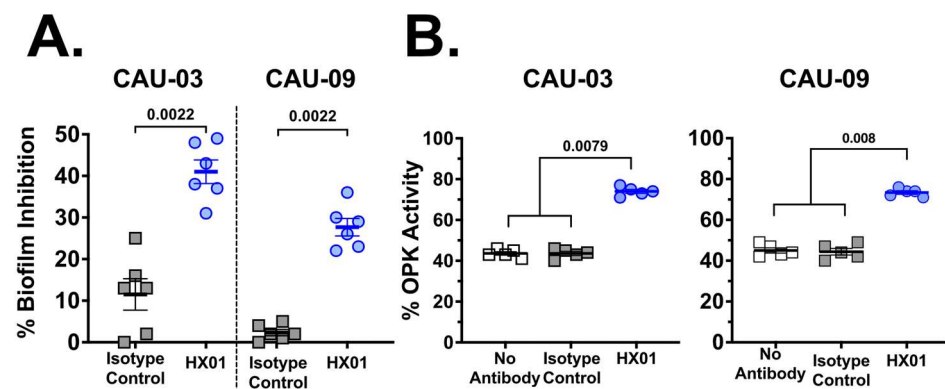 A.
CAU-03
CAU-09
0.0022
0.0022
% Biofilm Inhibition
50
40
30
20
10
0
Isotype
Control
HX01
Isotype
Control
HX01
B.
CAU-03
CAU-09
% OPK Activity
0.0079
100
80
60
40
20
0
No
Antibody
Isotype
Control
HX01
0.008
100
80
60
40
20
0
No
Antibody
Isotype
Control
HX01